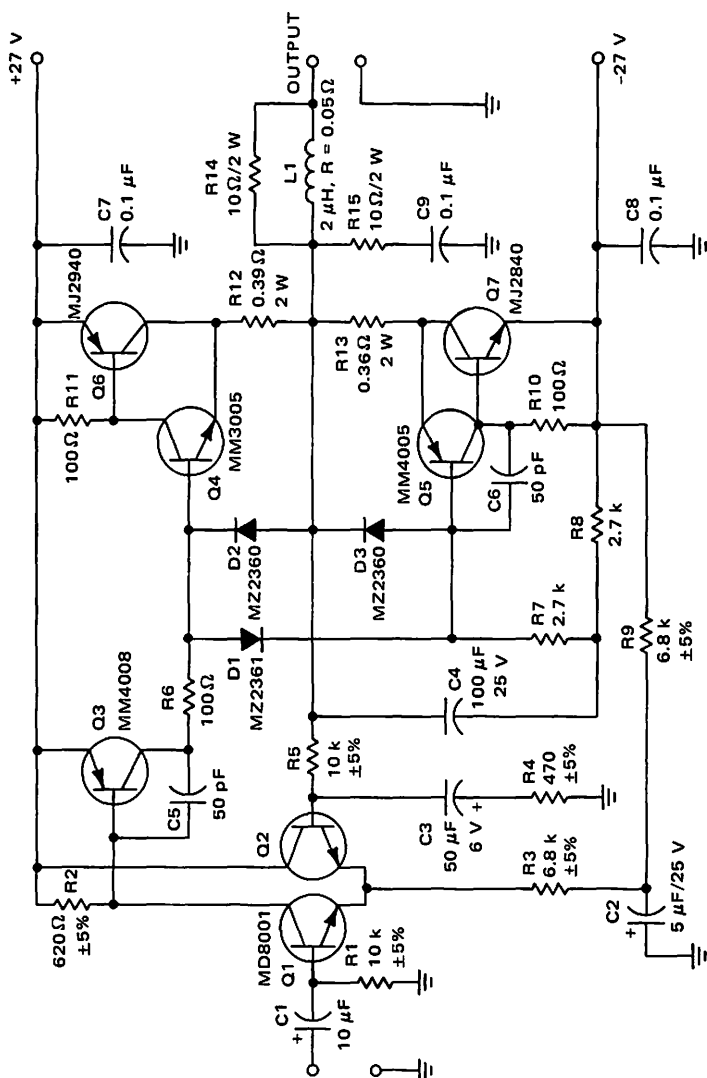 +27 V
OUTPUT
-27 V
R14
10Ω/2 W
L1
2 μH, R = 0.05Ω
R15
10Ω/2 W
C7
0.1 μF
C9
0.1 μF
C8
0.1 μF
MJ2940
Q6
R12
0.39Ω
2 W
R13
0.36Ω
2 W
Q7
MJ2840
R11
100Ω
MM3005
Q4
MM4005
Q5
R10
100Ω
C6
50 pF
D2
MZ2360
D3
MZ2360
R8
2.7 k
D1
MZ2361
R7
2.7 k
R9
6.8 k
±5%
Q3
MM4008
R6
100Ω
C4
100 μF
25 V
C5
50 pF
R5
10 k
±5%
C3
50 μF
6 V +
R4
470
±5%
Q2
R2
620Ω
±5%
R3
6.8 k
±5%
MD8001
Q1
R1
10 k
±5%
C2
+
5 μF/25 V
C1
+
10 μF